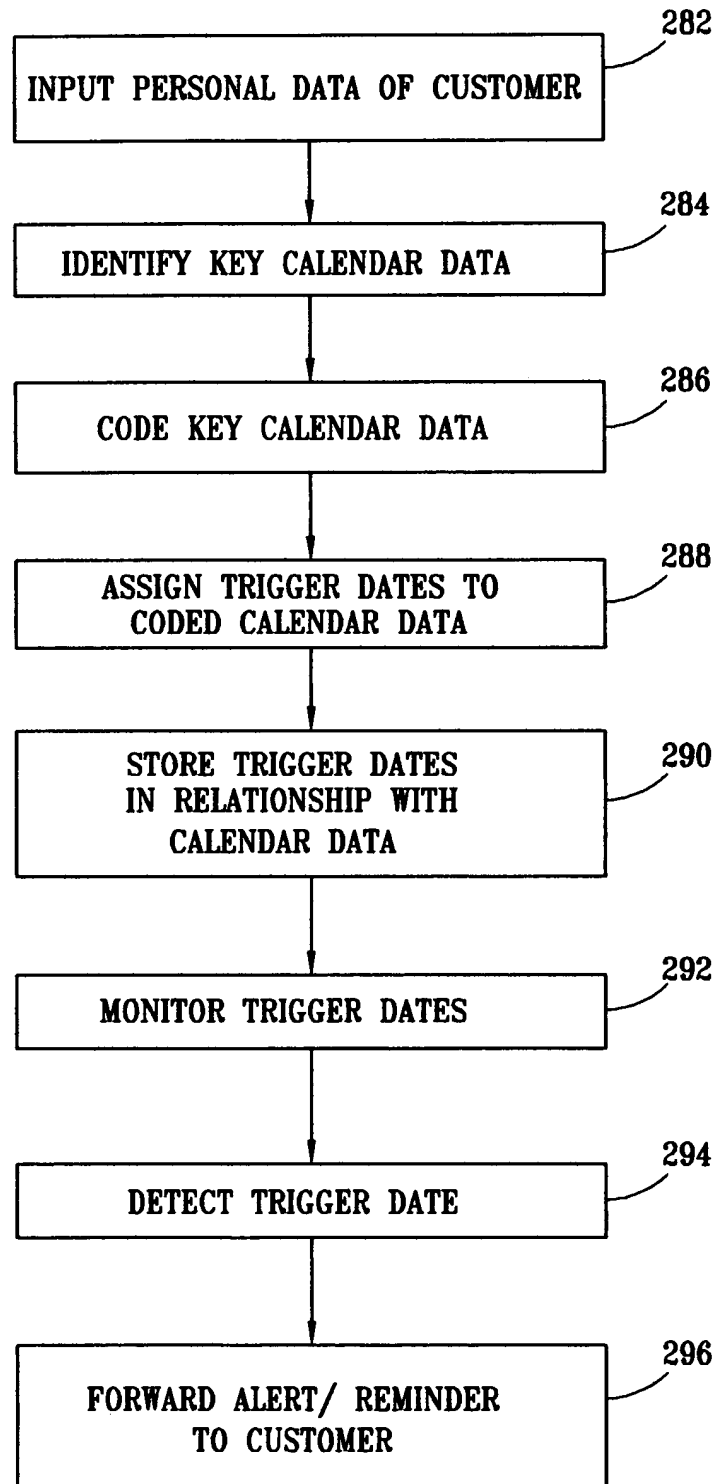 282
INPUT PERSONAL DATA OF CUSTOMER
284
IDENTIFY KEY CALENDAR DATA
286
CODE KEY CALENDAR DATA
288
ASSIGN TRIGGER DATES TO
CODED CALENDAR DATA
290
STORE TRIGGER DATES
IN RELATIONSHIP WITH
CALENDAR DATA
292
MONITOR TRIGGER DATES
294
DETECT TRIGGER DATE
296
FORWARD ALERT/ REMINDER
TO CUSTOMER